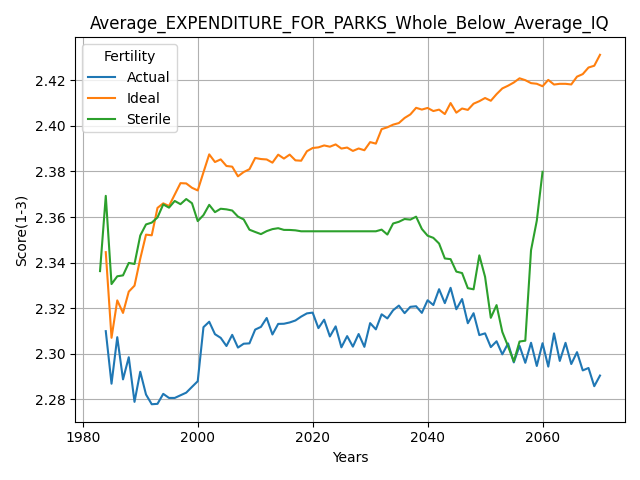 Average_EXPENDITURE_FOR_PARKS_Whole_Below_Average_IQ
Fertility
Actual
Ideal
Sterile
Score(1-3)
2.42
2.40
2.38
2.36
2.34
2.32
2.30
2.28
1980
2000
2020
2040
2060
Years